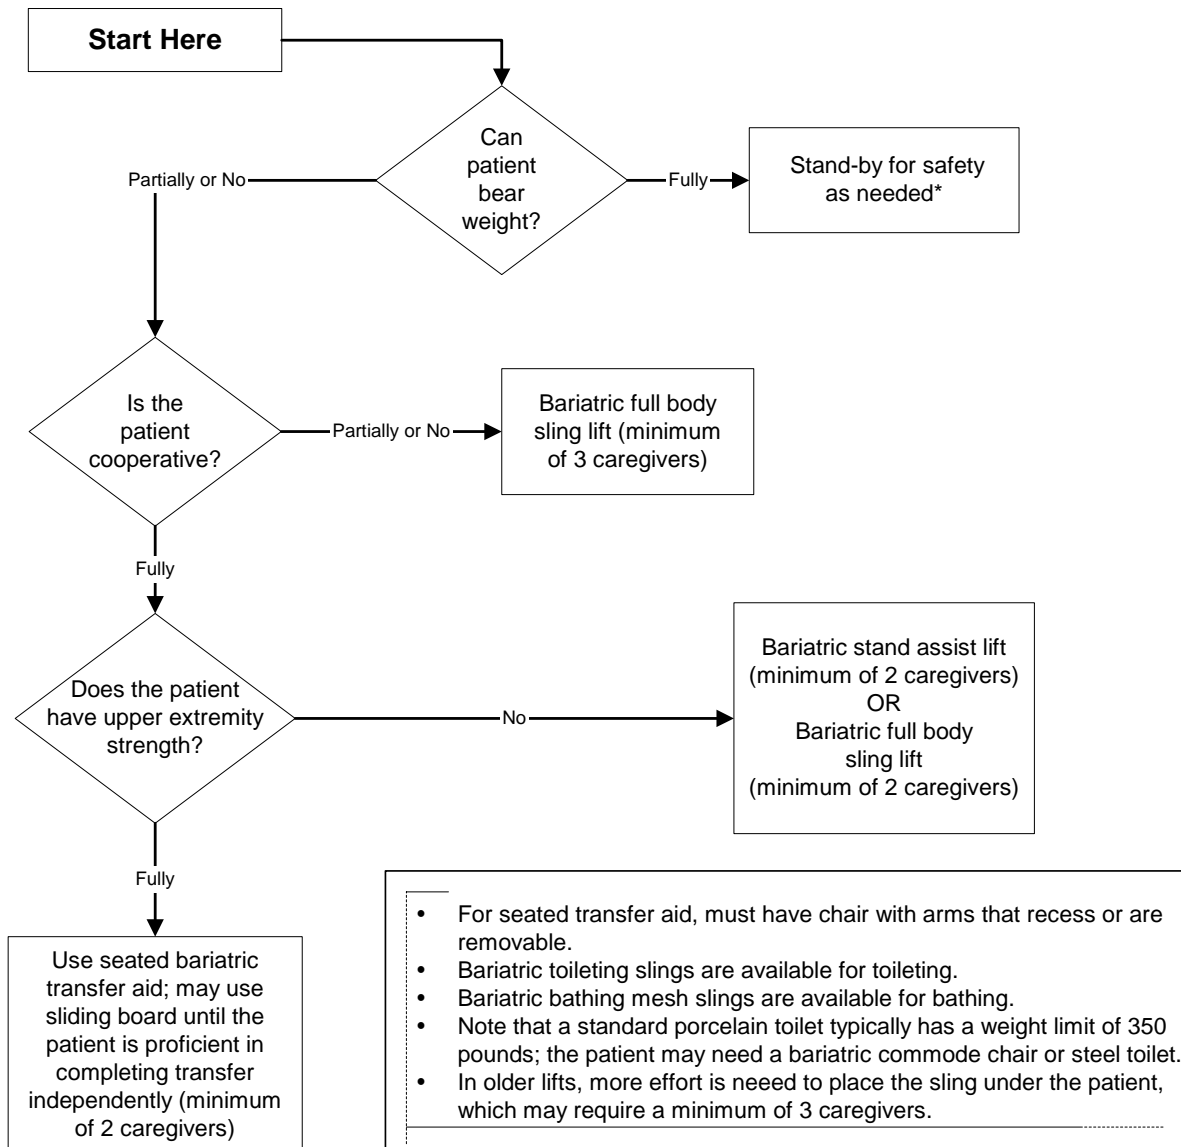 Start Here
Can
patient
bear
weight?
Partially or No
Fully
Stand-by for safety
as needed*
Is the
patient
cooperative?
Partially or No
Bariatric full body
sling lift (minimum
of 3 caregivers)
Fully
Does the patient
have upper extremity
strength?
No
Bariatric stand assist lift
(minimum of 2 caregivers)
OR
Bariatric full body
sling lift
(minimum of 2 caregivers)
Fully
Use seated bariatric
transfer aid; may use
sliding board until the
patient is proficient in
completing transfer
independently (minimum
of 2 caregivers)
• For seated transfer aid, must have chair with arms that recess or are
removable.
• Bariatric toileting slings are available for toileting.
• Bariatric bathing mesh slings are available for bathing.
• Note that a standard porcelain toilet typically has a weight limit of 350
pounds; the patient may need a bariatric commode chair or steel toilet.
• In older lifts, more effort is neeed to place the sling under the patient,
which may require a minimum of 3 caregivers.